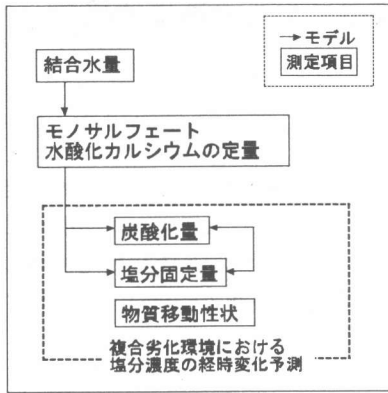 →モデル
測定項目
結合水量
モノサルフェート
水酸化カルシウムの定量
炭酸化量
塩分固定量
物質移動性状
複合劣化環境における
塩分濃度の経時変化予測